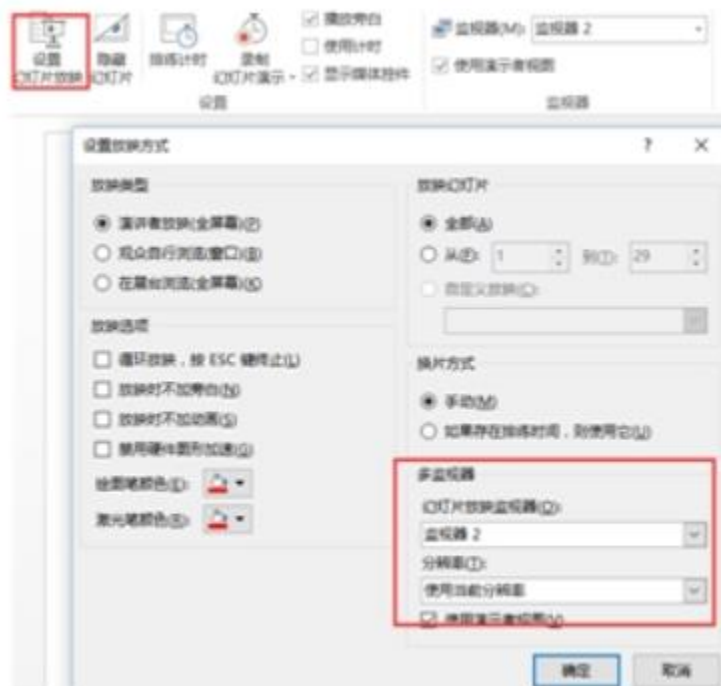 设置
幻灯片放映
隐藏
幻灯片
排练计时
录制
幻灯片演示
播放旁白
使用计时
显示媒体控件
设置
监视器(M): 监视器 2
使用演示者视图
监视器
设置放映方式 ? ×
放映类型
演讲者放映(全屏幕)(P)
观众自行浏览(窗口)(B)
在展台浏览(全屏幕)(K)
放映选项
循环放映，按 ESC 键终止(L)
放映时不加旁白(N)
放映时不加动画(S)
禁用硬件图形加速(G)
绘图笔颜色(E):
激光笔颜色(R):
放映幻灯片
全部(A)
从(F): 1 到(T): 29
自定义放映(C):
换片方式
手动(M)
如果存在排练时间，则使用它(U)
多监视器
幻灯片放映监视器(O):
监视器 2
分辨率(T):
使用当前分辨率
使用演示者视图(V)
确定 取消